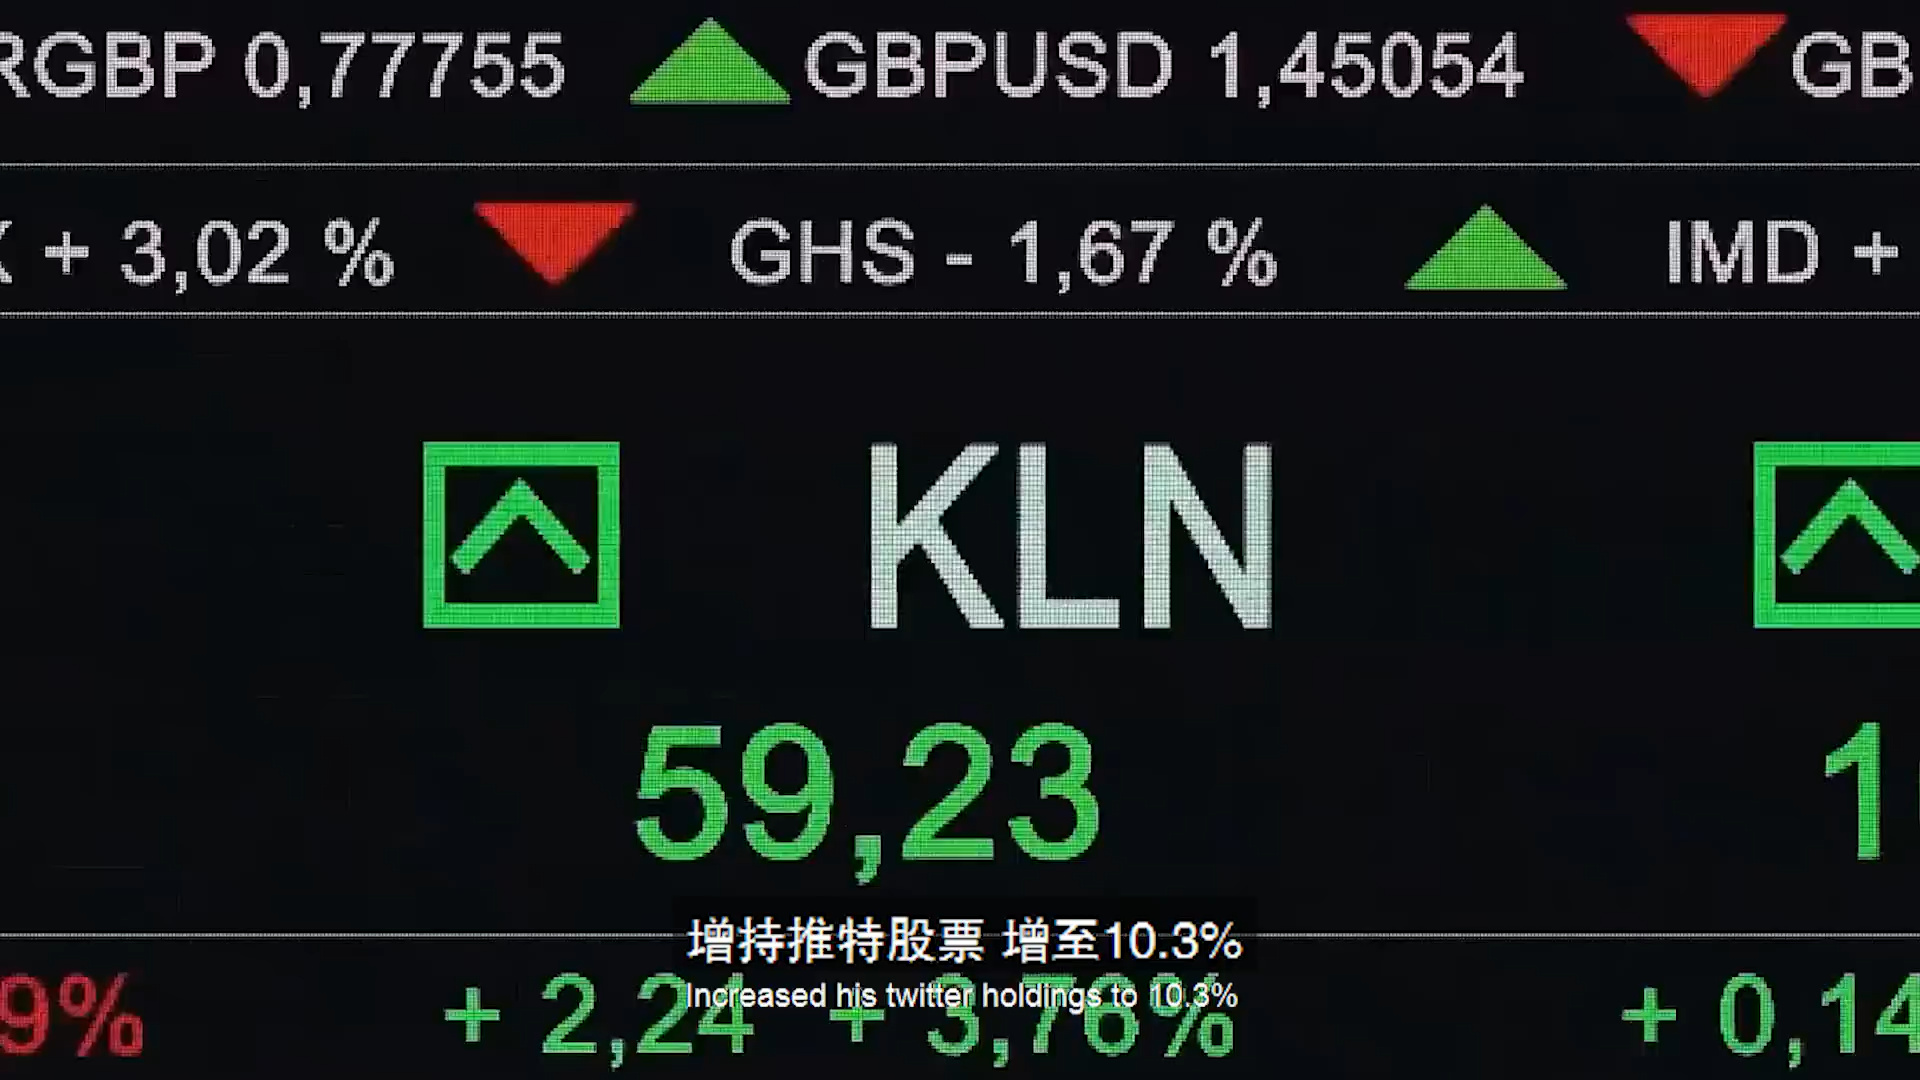 RGBP 0,77755 GBPUSD 1,45054 GB
+ 3,02 % GHS - 1,67 % IMD +
KLN
59,23
增持推特股票 增至10.3%
Increased his twitter holdings to 10.3%
9% + 2,24 + 3,76% + 0,14